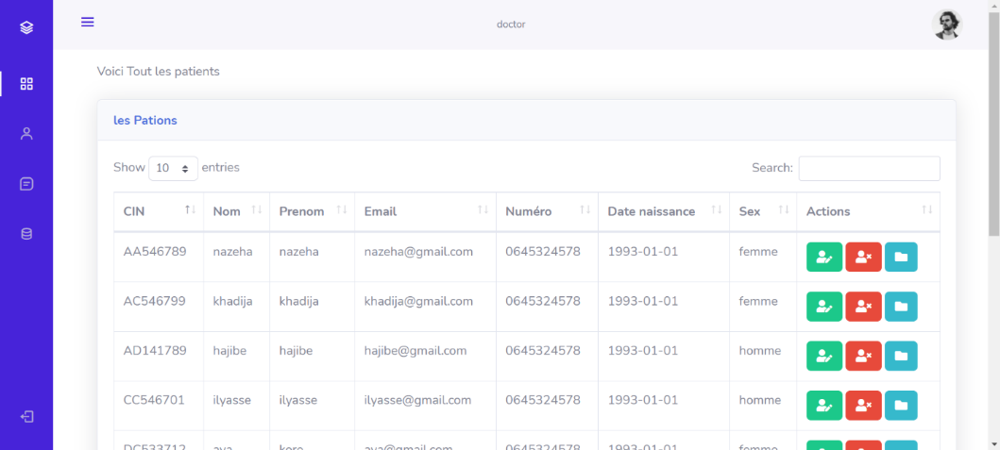 doctor
Voici Tout les patients
les Pations
Show 10 entries
Search:
CIN Nom Prenom Email Numéro Date naissance Sex Actions
AA546789 nazeha nazeha nazeha@gmail.com 0645324578 1993-01-01 femme
AC546799 khadija khadija khadija@gmail.com 0645324578 1993-01-01 femme
AD141789 hajibe hajibe hajibe@gmail.com 0645324578 1993-01-01 homme
CC546701 ilyasse ilyasse ilyasse@gmail.com 0645324578 1993-01-01 homme
DC533712 aya kore aya@gmail.com 0645324578 1993-01-01 femme